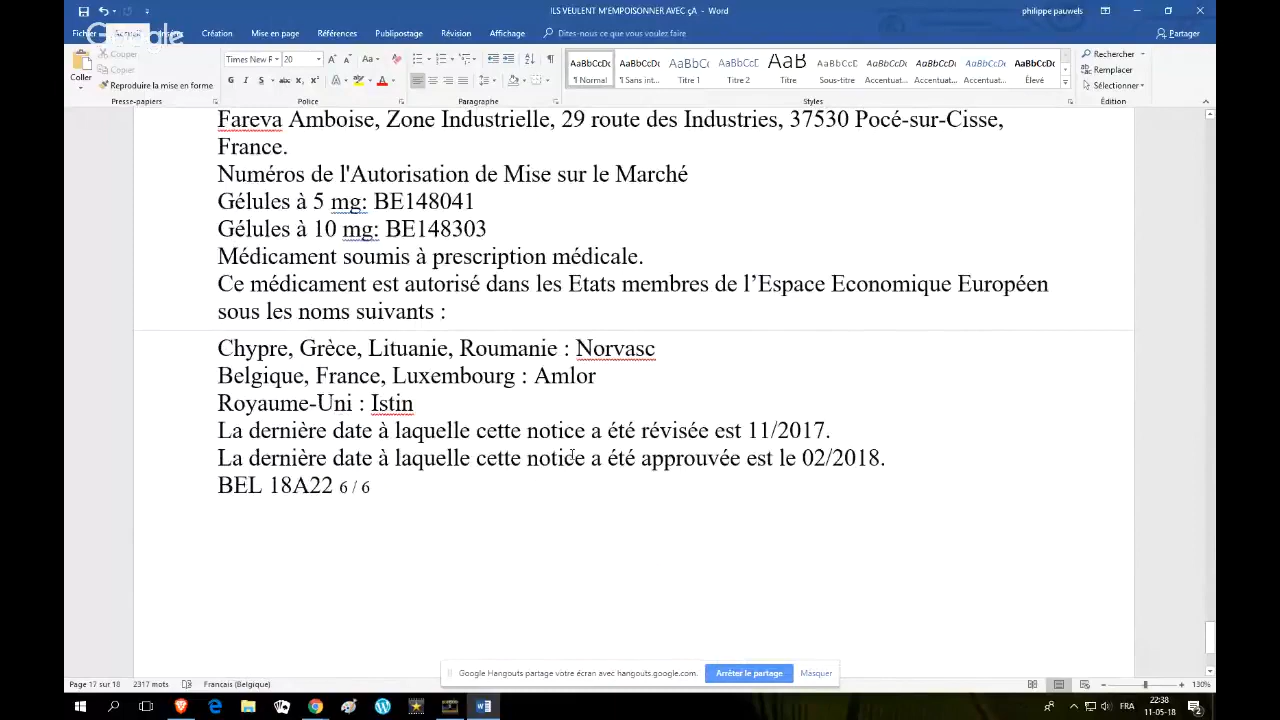 ILS VEULENT M'EMPOISONNER AVEC çA - Word
philippe pauwels
Google
Fichier Accueil Insertion Création Mise en page Références Publipostage Révision Affichage Dites-nous ce que vous voulez faire Partager
Coller
Couper
Copier
Reproduire la mise en forme
Presse-papiers
Times New R 20
Police
Paragraphe
AaBbCcDc AaBbCcDc AaBbCc AaBbCcD AaB AaBbCcD AaBbCcDc AaBbCcDc AaBbCcDc AaBbCcDc
¶ Normal ¶ Sans int... Titre 1 Titre 2 Titre Sous-titre Accentuat... Accentuat... Accentuat... Élevé
Styles
Rechercher
Remplacer
Sélectionner
Édition
Fareva Amboise, Zone Industrielle, 29 route des Industries, 37530 Pocé-sur-Cisse,
France.
Numéros de l'Autorisation de Mise sur le Marché
Gélules à 5 mg: BE148041
Gélules à 10 mg: BE148303
Médicament soumis à prescription médicale.
Ce médicament est autorisé dans les Etats membres de l’Espace Economique Européen
sous les noms suivants :
Chypre, Grèce, Lituanie, Roumanie : Norvasc
Belgique, France, Luxembourg : Amlor
Royaume-Uni : Istin
La dernière date à laquelle cette notice a été révisée est 11/2017.
La dernière date à laquelle cette notice a été approuvée est le 02/2018.
BEL 18A22 6 / 6
Google Hangouts partage votre écran avec hangouts.google.com. Arrêter le partage Masquer
Page 17 sur 18 2317 mots Français (Belgique) 130%
FRA
22:38
11-05-18